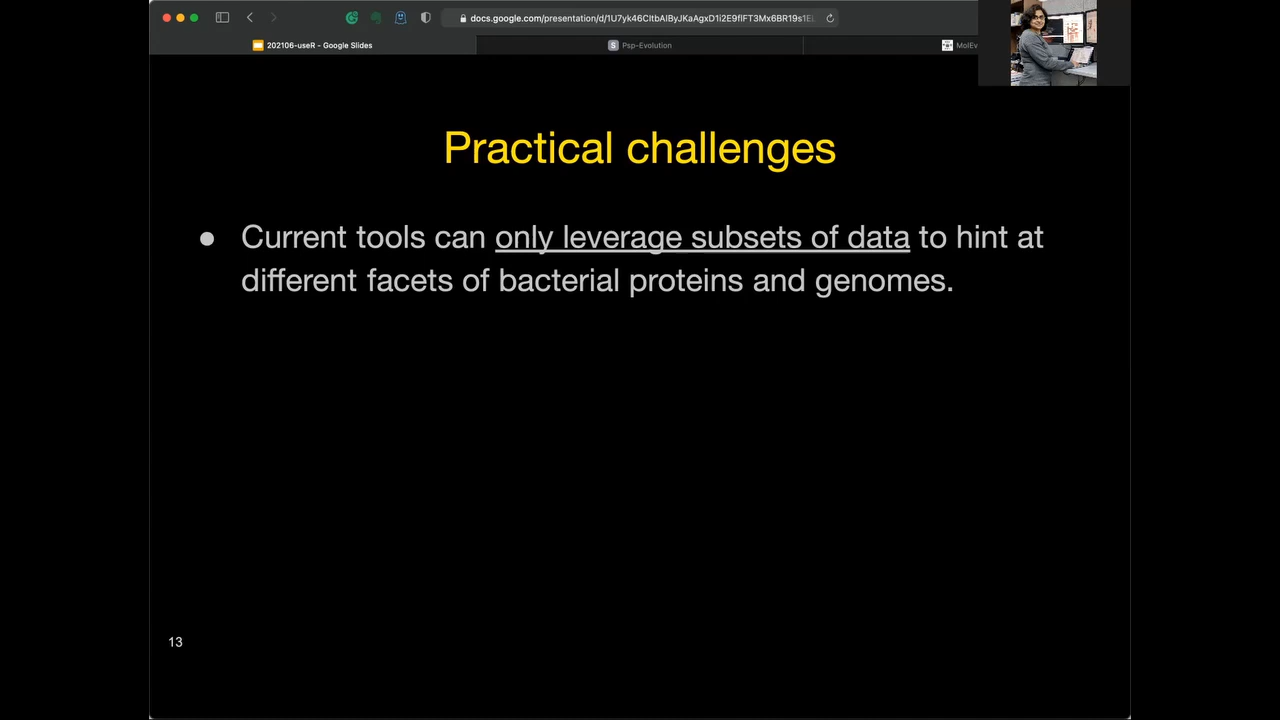 docs.google.com/presentation/d/
202106-useR - Google Slides
Psp-Evolution
MolEv
Practical challenges
● Current tools can only leverage subsets of data to hint at
different facets of bacterial proteins and genomes.
13